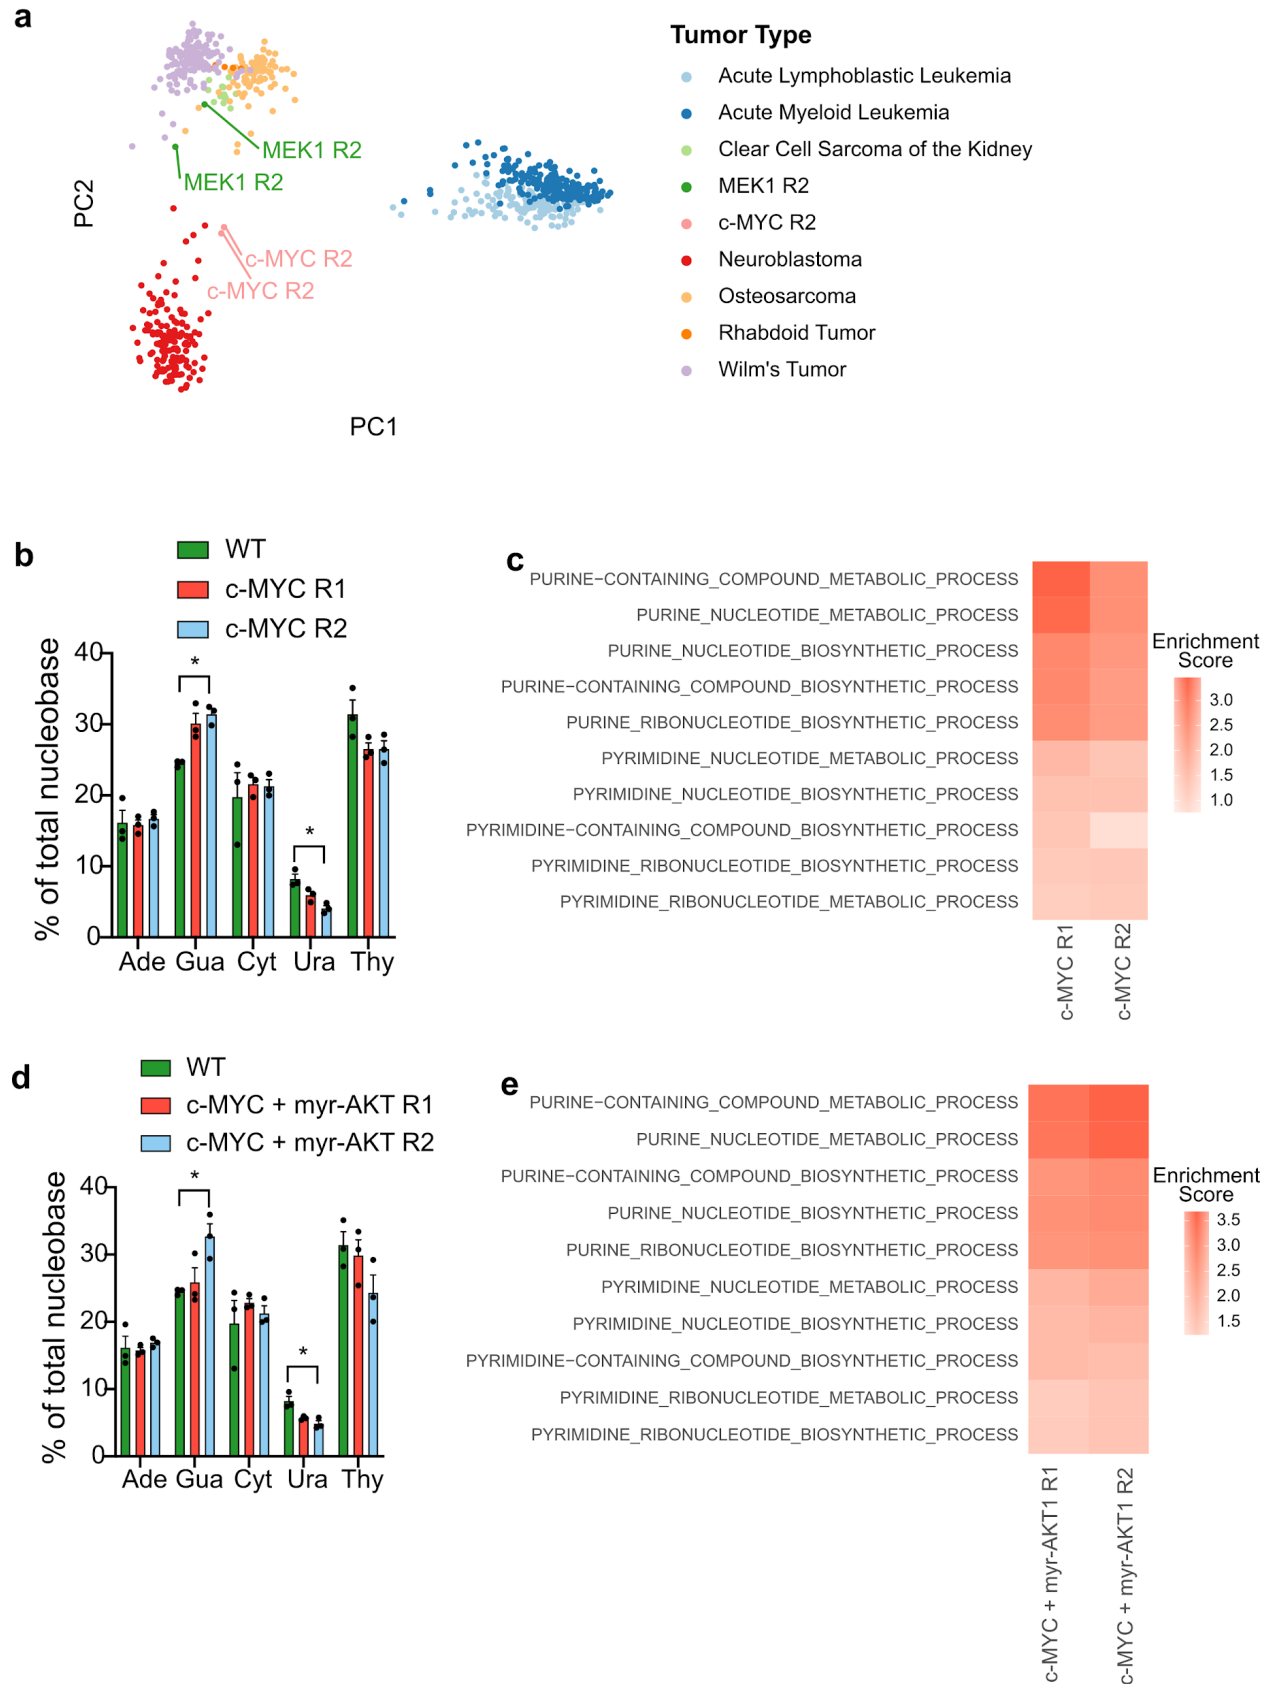 a
MEK1 R2
MEK1 R2
c-MYC R2
c-MYC R2
PC2
PC1
Tumor Type
Acute Lymphoblastic Leukemia
Acute Myeloid Leukemia
Clear Cell Sarcoma of the Kidney
MEK1 R2
c-MYC R2
Neuroblastoma
Osteosarcoma
Rhabdoid Tumor
Wilm's Tumor
b
WT
c-MYC R1
c-MYC R2
% of total nucleobase
40
30
20
10
0
*
*
Ade Gua Cyt Ura Thy
c
PURINE−CONTAINING_COMPOUND_METABOLIC_PROCESS
PURINE_NUCLEOTIDE_METABOLIC_PROCESS
PURINE_NUCLEOTIDE_BIOSYNTHETIC_PROCESS
PURINE−CONTAINING_COMPOUND_BIOSYNTHETIC_PROCESS
PURINE_RIBONUCLEOTIDE_BIOSYNTHETIC_PROCESS
PYRIMIDINE_NUCLEOTIDE_METABOLIC_PROCESS
PYRIMIDINE_NUCLEOTIDE_BIOSYNTHETIC_PROCESS
PYRIMIDINE−CONTAINING_COMPOUND_BIOSYNTHETIC_PROCESS
PYRIMIDINE_RIBONUCLEOTIDE_BIOSYNTHETIC_PROCESS
PYRIMIDINE_RIBONUCLEOTIDE_METABOLIC_PROCESS
c-MYC R1
c-MYC R2
Enrichment
Score
3.0
2.5
2.0
1.5
1.0
d
WT
c-MYC + myr-AKT R1
c-MYC + myr-AKT R2
% of total nucleobase
40
30
20
10
0
*
*
Ade Gua Cyt Ura Thy
e
PURINE−CONTAINING_COMPOUND_METABOLIC_PROCESS
PURINE_NUCLEOTIDE_METABOLIC_PROCESS
PURINE−CONTAINING_COMPOUND_BIOSYNTHETIC_PROCESS
PURINE_NUCLEOTIDE_BIOSYNTHETIC_PROCESS
PURINE_RIBONUCLEOTIDE_BIOSYNTHETIC_PROCESS
PYRIMIDINE_NUCLEOTIDE_METABOLIC_PROCESS
PYRIMIDINE_NUCLEOTIDE_BIOSYNTHETIC_PROCESS
PYRIMIDINE−CONTAINING_COMPOUND_BIOSYNTHETIC_PROCESS
PYRIMIDINE_RIBONUCLEOTIDE_METABOLIC_PROCESS
PYRIMIDINE_RIBONUCLEOTIDE_BIOSYNTHETIC_PROCESS
c-MYC + myr-AKT1 R1
c-MYC + myr-AKT1 R2
Enrichment
Score
3.5
3.0
2.5
2.0
1.5